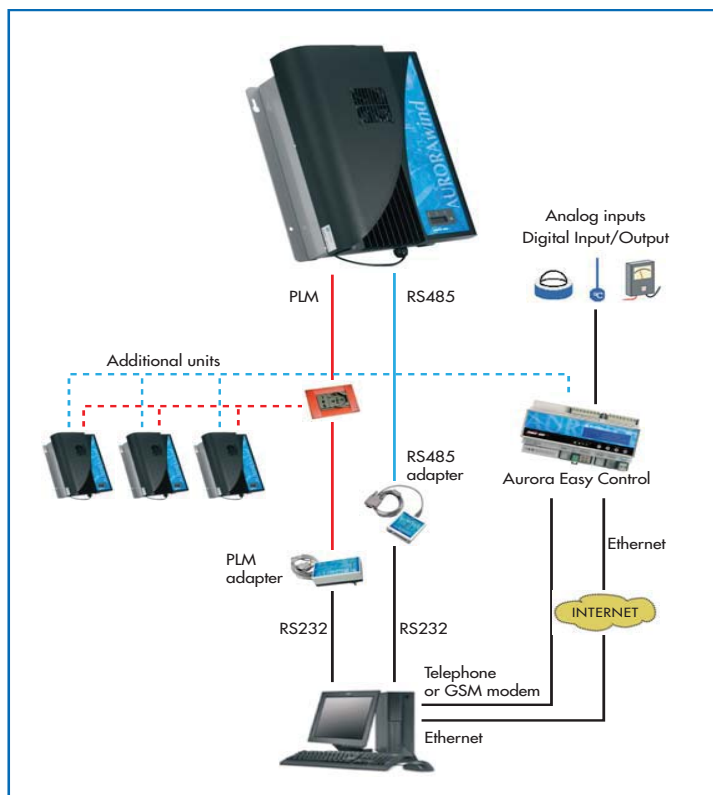 AURORAwind
Analog inputs
Digital Input/Output
PLM
RS485
Additional units
RS485
adapter
Aurora Easy Control
Ethernet
PLM
adapter
INTERNET
RS232
RS232
Telephone
or GSM modem
Ethernet